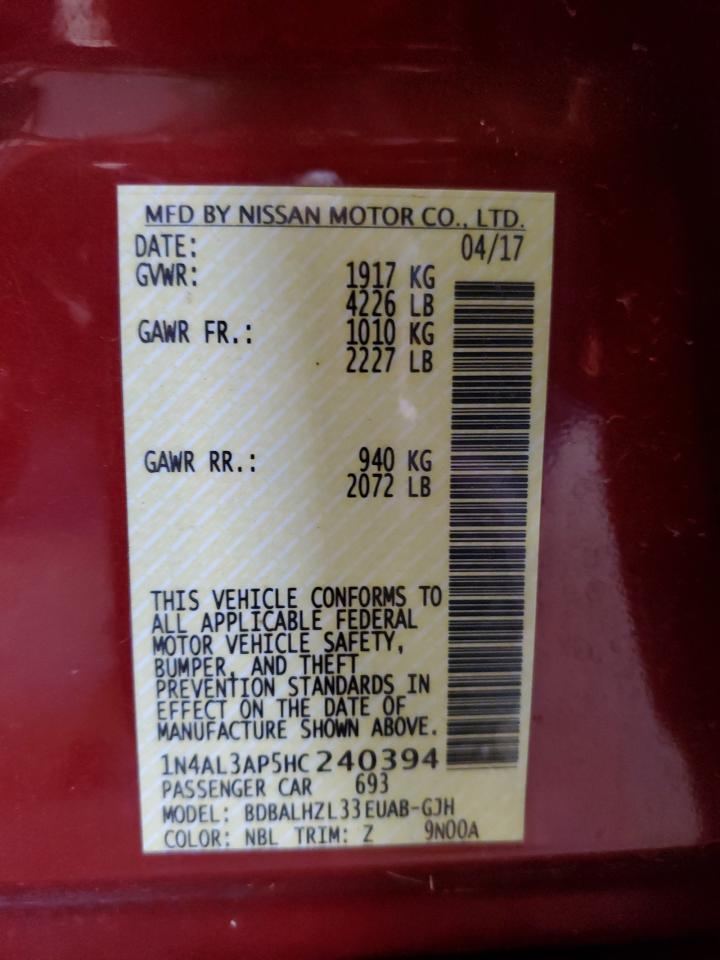 MFD BY NISSAN MOTOR CO., LTD.
DATE: 04/17
GVWR: 1917 KG
4226 LB
GAWR FR.: 1010 KG
2227 LB
GAWR RR.: 940 KG
2072 LB
THIS VEHICLE CONFORMS TO
ALL APPLICABLE FEDERAL
MOTOR VEHICLE SAFETY,
BUMPER, AND THEFT
PREVENTION STANDARDS IN
EFFECT ON THE DATE OF
MANUFACTURE SHOWN ABOVE.
1N4AL3AP5HC240394
PASSENGER CAR 693
MODEL: BDBALHZL33EUAB-GJH
COLOR: NBL TRIM: Z 9N00A